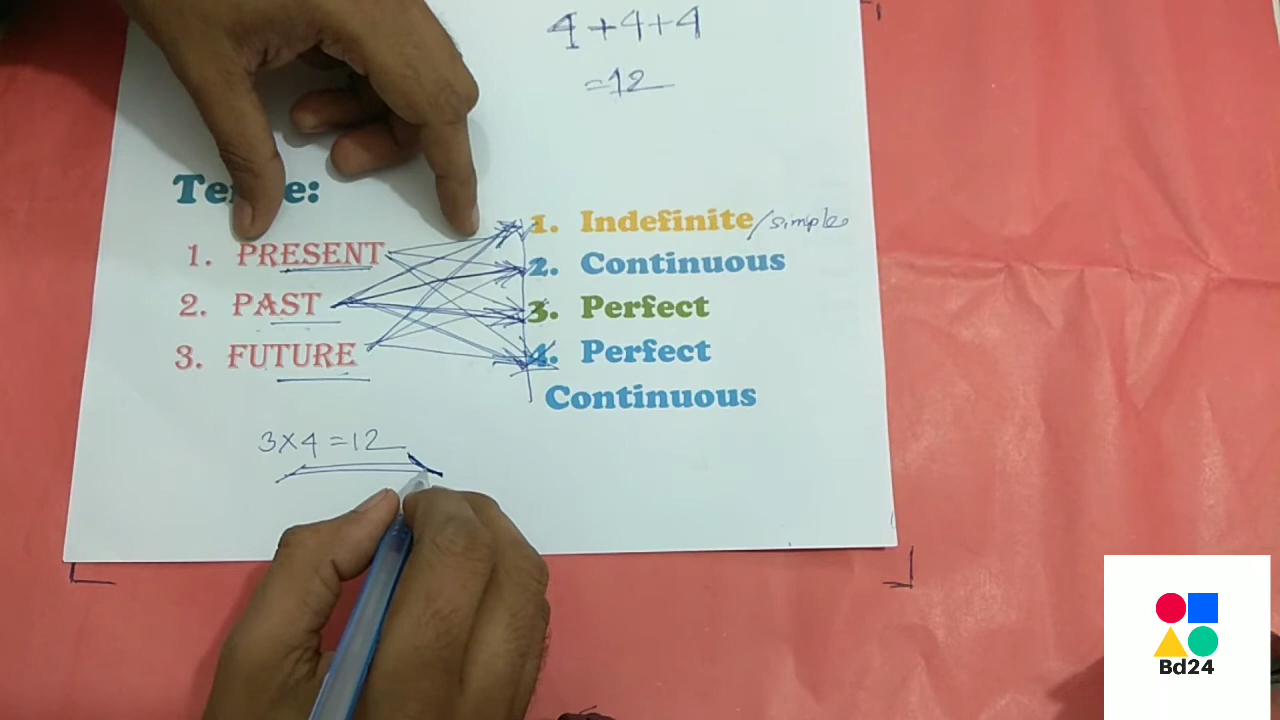 4+4+4
=12
Tense:
1. PRESENT
2. PAST
3. FUTURE
1. Indefinite/simple
2. Continuous
3. Perfect
4. Perfect
Continuous
3×4=12
Bd24